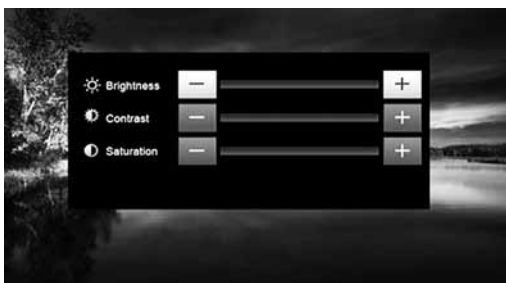 Brightness — +
Contrast — +
Saturation — +